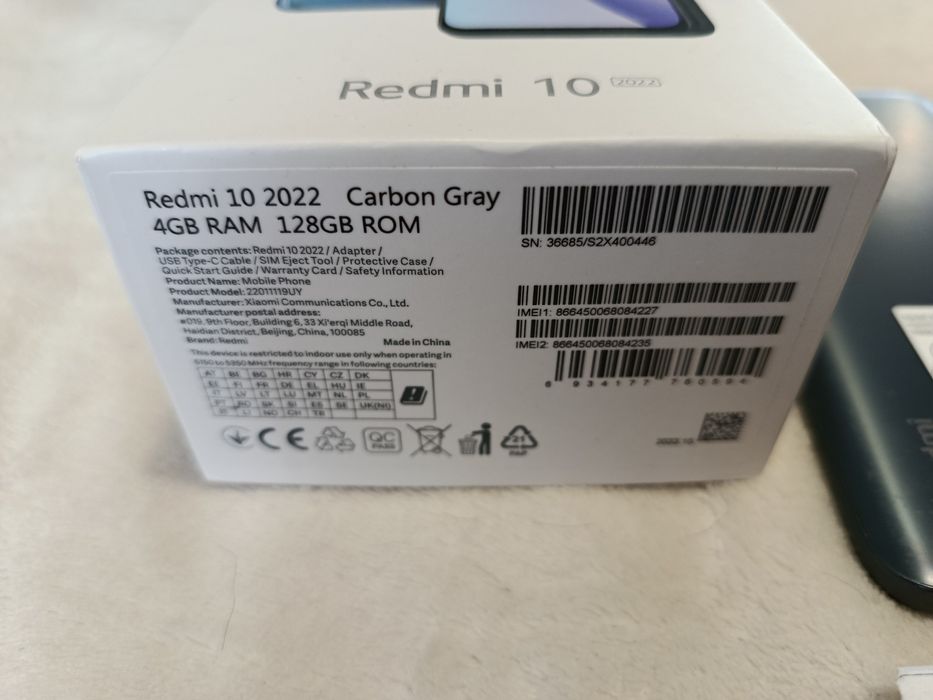 Redmi 10 2022
Redmi 10 2022 Carbon Gray
4GB RAM 128GB ROM
Package contents: Redmi 10 2022 / Adapter /
USB Type-C Cable / SIM Eject Tool / Protective Case /
Quick Start Guide / Warranty Card / Safety Information
Product Name: Mobile Phone
Product Model: 22011119UY
Manufacturer: Xiaomi Communications Co., Ltd.
Manufacturer postal address:
#019, 9th Floor, Building 6, 33 Xi'erqi Middle Road,
Haidian District, Beijing, China, 100085
Brand: Redmi Made in China
This device is restricted to indoor use only when operating in
5150 to 5350 MHz frequency range in following countries:
AT BE BG HR CY CZ DK
EE FI FR DE EL HU IE
IT LV LT LU MT NL PL
PT RO SK SI ES SE UK(NI)
IS LI NO CH TR
CE
QC
PASS
21
PAP
SN: 36685/S2X400446
IMEI1: 866450068084227
IMEI2: 866450068084235
6 934177 760594
2022.10